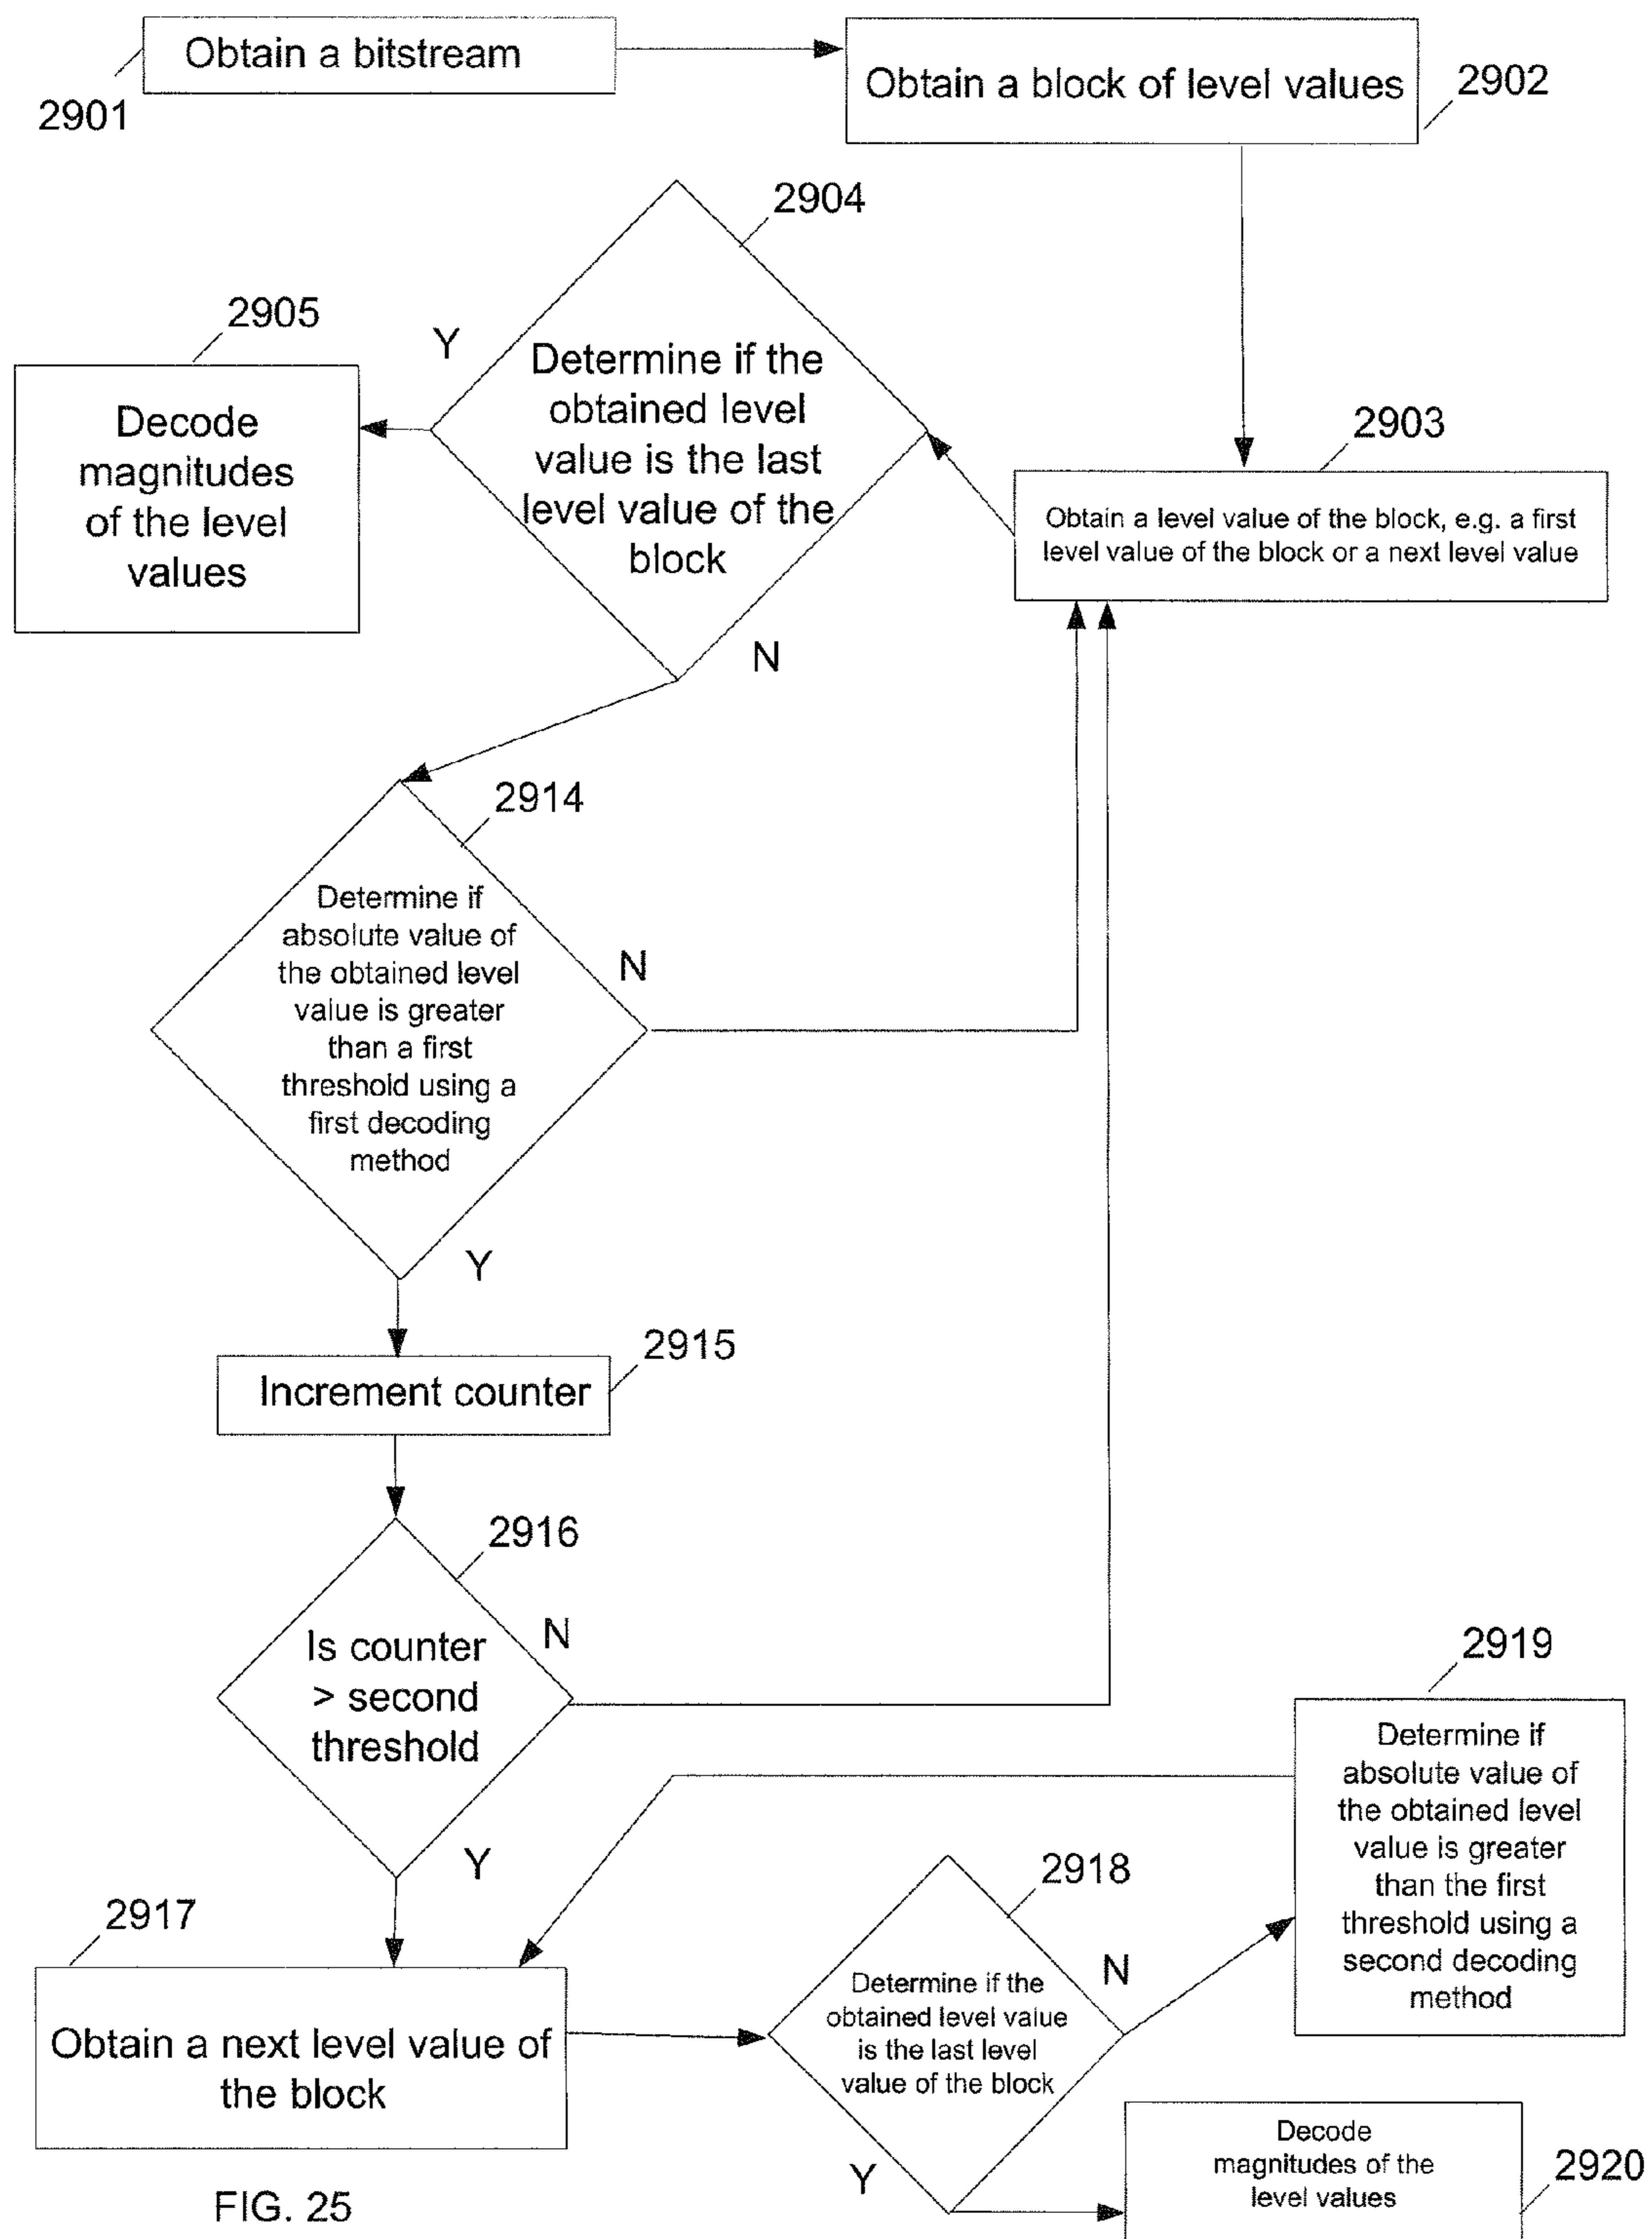 Obtain a bitstream
2901
Obtain a block of level values
2902
2904
Determine if the
obtained level
value is the last
level value of the
block
Y
N
2905
Decode
magnitudes
of the level
values
2903
Obtain a level value of the block, e.g. a first
level value of the block or a next level value
2914
Determine if
absolute value of
the obtained level
value is greater
than a first
threshold using a
first decoding
method
N
Y
2915
Increment counter
2916
Is counter
> second
threshold
N
Y
2919
Determine if
absolute value of
the obtained level
value is greater
than the first
threshold using a
second decoding
method
2917
Obtain a next level value of
the block
2918
Determine if the
obtained level value
is the last level
value of the block
N
Y
Decode
magnitudes of the
level values
2920
FIG. 25